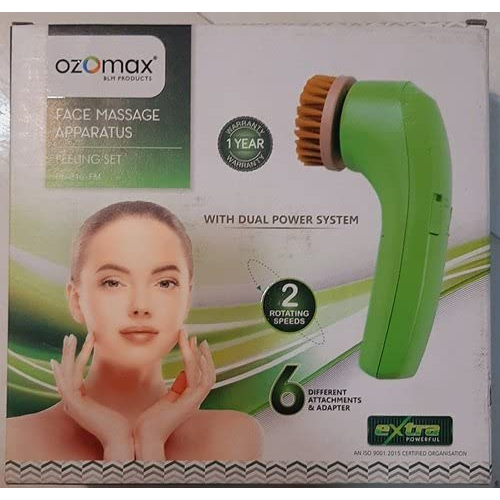 ozomax®
BLM PRODUCTS
FACE MASSAGE
APPARATUS
PEELING SET
WARRANTY
1 YEAR
WARRANTY
WITH DUAL POWER SYSTEM
2
ROTATING
SPEEDS
6
DIFFERENT
ATTACHMENTS
& ADAPTER
extra
POWERFUL
AN ISO 9001:2015 CERTIFIED ORGANISATION